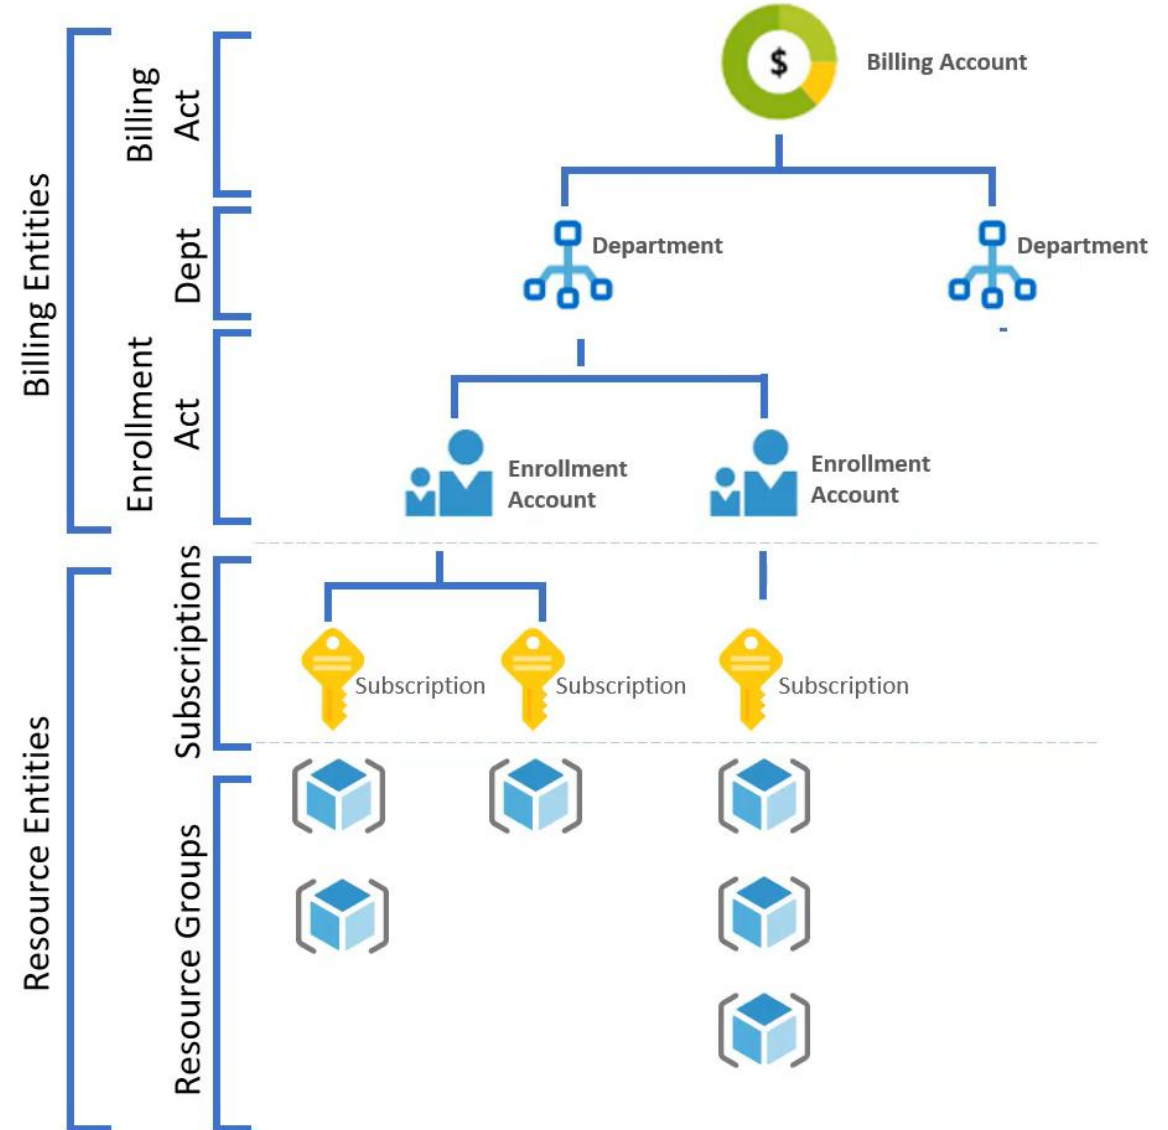 Billing Entities
Billing
Act
$
Billing Account
Dept
Department
Department
Enrollment
Act
Enrollment
Account
Enrollment
Account
Resource Entities
Subscriptions
Subscription
Subscription
Subscription
Resource Groups